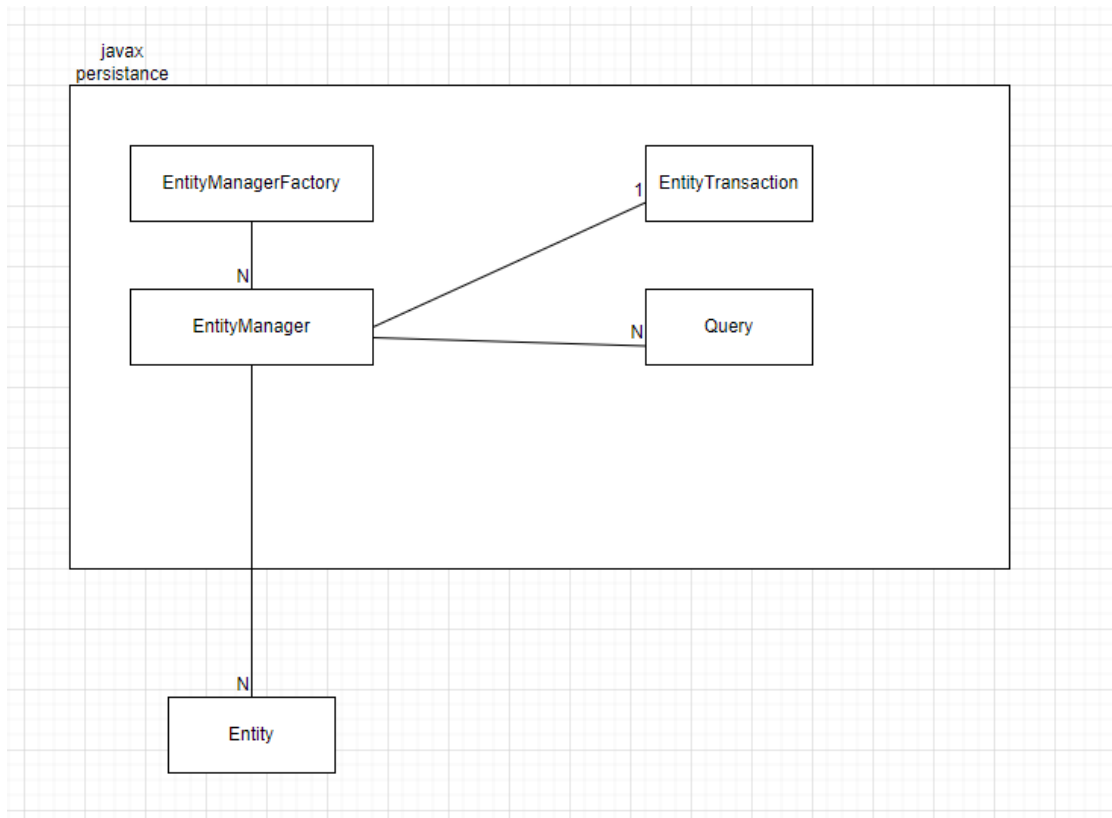 javax
persistance
EntityManagerFactory
1
EntityTransaction
N
EntityManager
N
Query
N
Entity